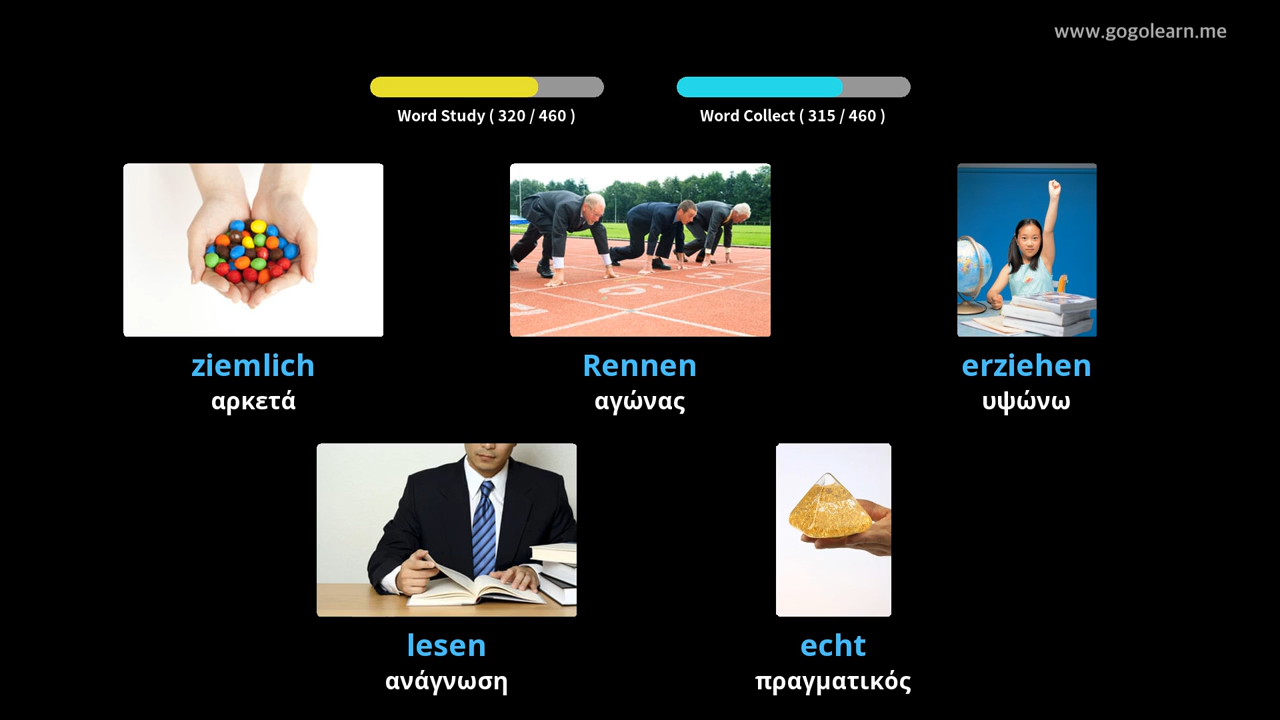 www.gogolearn.me
Word Study ( 320 / 460 )
Word Collect ( 315 / 460 )
ziemlich
αρκετά
Rennen
αγώνας
erziehen
υψώνω
lesen
ανάγνωση
echt
πραγματικός